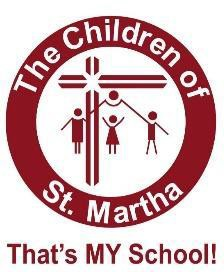 The Children of
St. Martha
That's MY School!